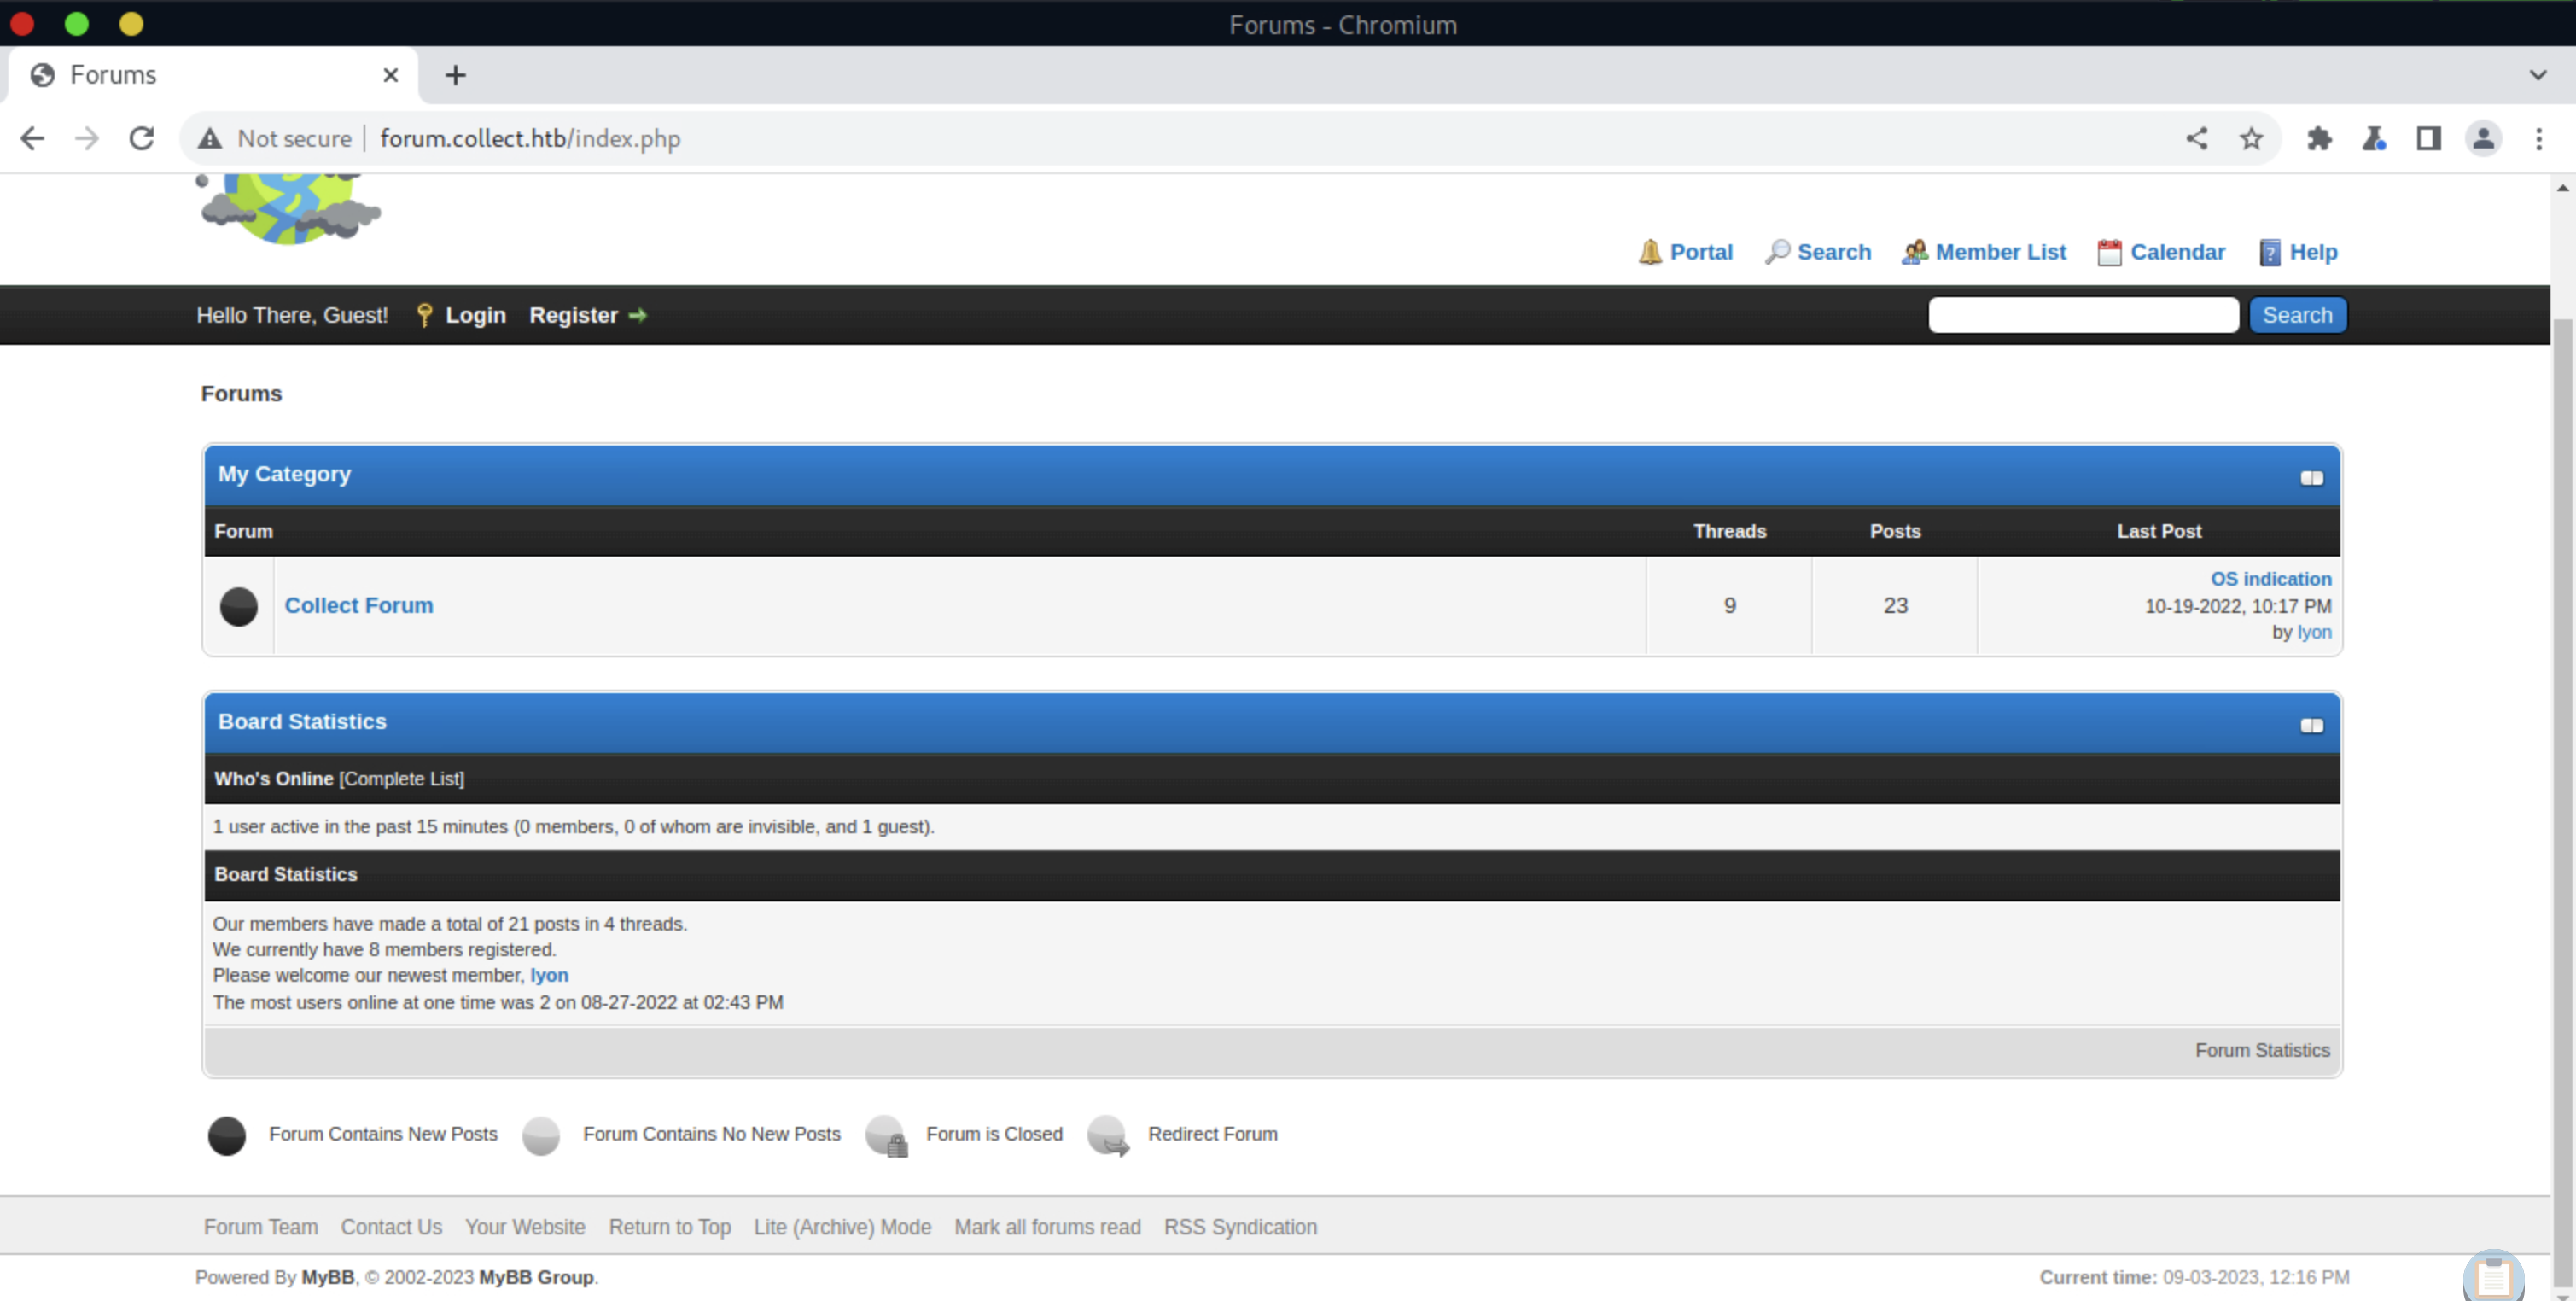 Forums - Chromium
Forums
Not secure forum.collect.htb/index.php
Portal Search Member List Calendar ? Help
Hello There, Guest! Login Register Search
Forums
My Category
Forum Threads Posts Last Post
Collect Forum 9 23 OS indication
10-19-2022, 10:17 PM
by lyon
Board Statistics
Who's Online [Complete List]
1 user active in the past 15 minutes (0 members, 0 of whom are invisible, and 1 guest).
Board Statistics
Our members have made a total of 21 posts in 4 threads.
We currently have 8 members registered.
Please welcome our newest member, lyon
The most users online at one time was 2 on 08-27-2022 at 02:43 PM
Forum Statistics
Forum Contains New Posts Forum Contains No New Posts Forum is Closed Redirect Forum
Forum Team Contact Us Your Website Return to Top Lite (Archive) Mode Mark all forums read RSS Syndication
Powered By MyBB, © 2002-2023 MyBB Group. Current time: 09-03-2023, 12:16 PM